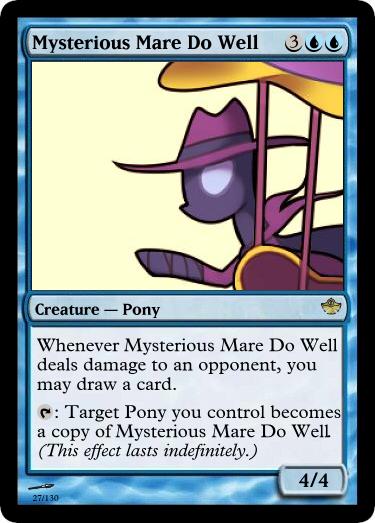 Mysterious Mare Do Well 3
Creature — Pony
Whenever Mysterious Mare Do Well
deals damage to an opponent, you
may draw a card.
: Target Pony you control becomes
a copy of Mysterious Mare Do Well
(This effect lasts indefinitely.)
4/4
27/130